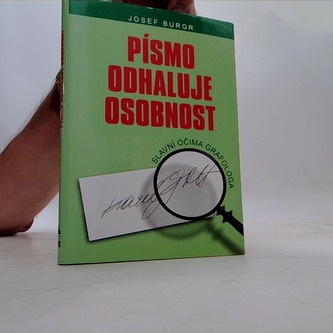 JOSEF BURGR
PÍSMO
ODHALUJE
OSOBNOST
SLAVNÍ OČIMA GRAFOLOGA